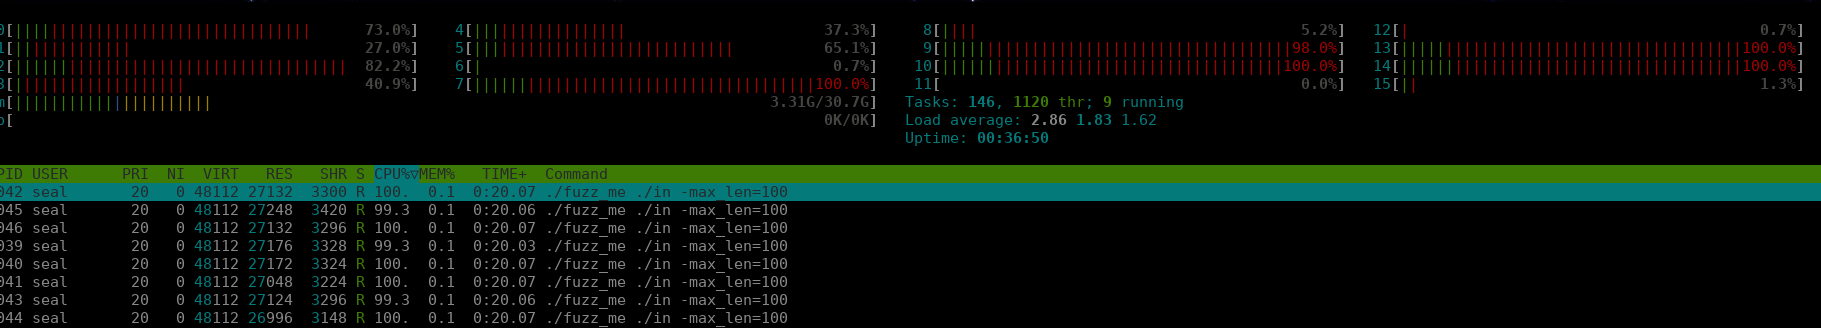 0[|||||||||||||||||||||||||||||||||      73.0%]    4[|||||||||||||||||      37.3%]     8[||||      5.2%]    12[|      0.7%]
1[|||||||||||||      27.0%]    5[|||||||||||||||||||||||||||||      65.1%]     9[|||||||||||||||||||||||||||||||||||||||98.0%]    13[||||||||||||||||||||||||||||||||||||||100.0%]
2[|||||||||||||||||||||||||||||||||||||  82.2%]    6[|      0.7%]    10[||||||||||||||||||||||||||||||||||||||100.0%]    14[||||||||||||||||||||||||||||||||||||||100.0%]
3[|||||||||||||||||||      40.9%]    7[||||||||||||||||||||||||||||||||||||||100.0%]    11[      0.0%]    15[||      1.3%]
m[||||||||||||||||||||||      3.31G/30.7G]    Tasks: 146, 1120 thr; 9 running
p[      0K/0K]    Load average: 2.86 1.83 1.62
Uptime: 00:36:50
PID USER      PRI  NI  VIRT   RES   SHR S CPU%▽MEM%   TIME+  Command
042 seal       20   0 48112 27132  3300 R 100.  0.1  0:20.07 ./fuzz_me ./in -max_len=100
045 seal       20   0 48112 27248  3420 R 99.3  0.1  0:20.06 ./fuzz_me ./in -max_len=100
046 seal       20   0 48112 27132  3296 R 100.  0.1  0:20.07 ./fuzz_me ./in -max_len=100
039 seal       20   0 48112 27176  3328 R 99.3  0.1  0:20.03 ./fuzz_me ./in -max_len=100
040 seal       20   0 48112 27172  3324 R 100.  0.1  0:20.07 ./fuzz_me ./in -max_len=100
041 seal       20   0 48112 27048  3224 R 100.  0.1  0:20.07 ./fuzz_me ./in -max_len=100
043 seal       20   0 48112 27124  3296 R 99.3  0.1  0:20.06 ./fuzz_me ./in -max_len=100
044 seal       20   0 48112 26996  3148 R 100.  0.1  0:20.07 ./fuzz_me ./in -max_len=100